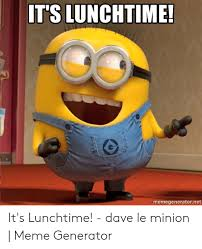 IT'S LUNCHTIME!
memegenerator.net
It's Lunchtime! - dave le minion
| Meme Generator